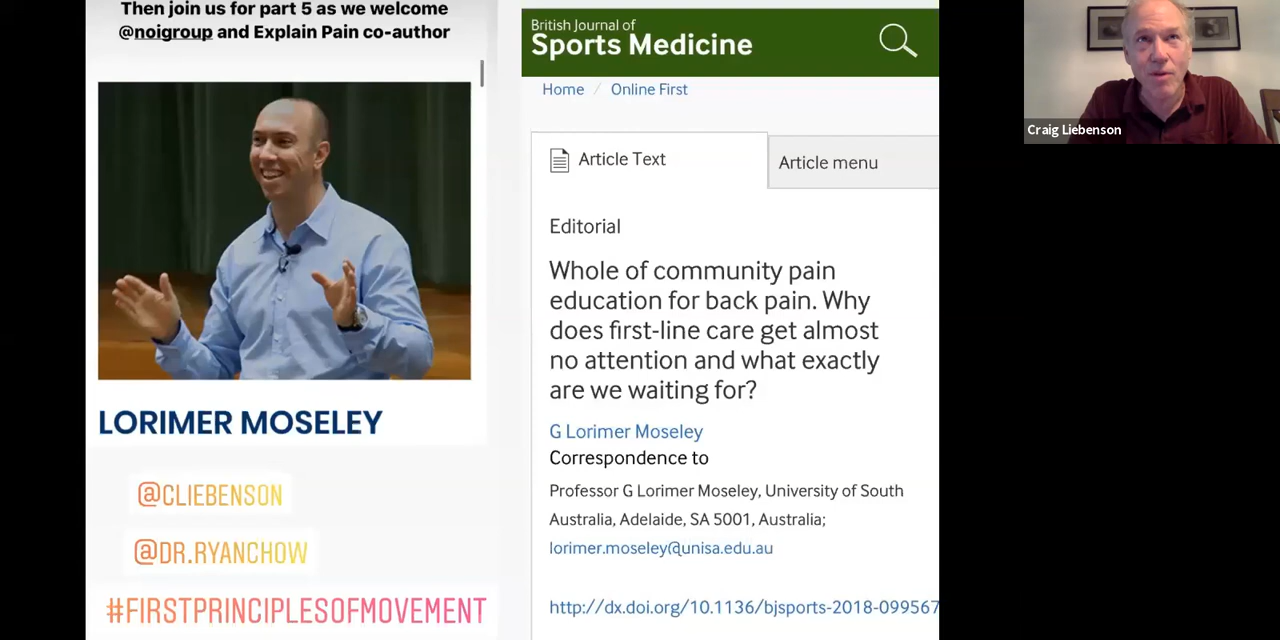 Then join us for part 5 as we welcome
@noigroup and Explain Pain co-author
LORIMER MOSELEY
@CLIEBENSON
@DR.RYANCHOW
#FIRSTPRINCIPLESOFMOVEMENT
British Journal of
Sports Medicine
Home / Online First
Article Text
Article menu
Editorial
Whole of community pain
education for back pain. Why
does first-line care get almost
no attention and what exactly
are we waiting for?
G Lorimer Moseley
Correspondence to
Professor G Lorimer Moseley, University of South
Australia, Adelaide, SA 5001, Australia;
lorimer.moseley@unisa.edu.au
http://dx.doi.org/10.1136/bjsports-2018-099567
Craig Liebenson